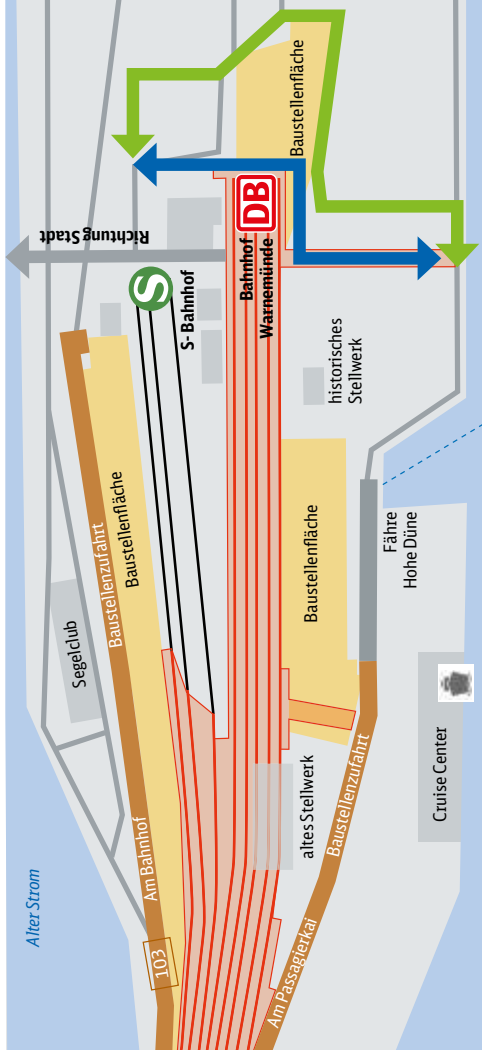 Alter Strom
103
Am Bahnhof
Baustellenzufahrt
Segelclub
Baustellenfläche
Richtung Stadt
S
S- Bahnhof
DB
Bahnhof
Warnemünde
Baustellenfläche
historisches
Stellwerk
Baustellenfläche
altes Stellwerk
Fähre
Hohe Düne
Am Passagierkai
Baustellenzufahrt
Cruise Center